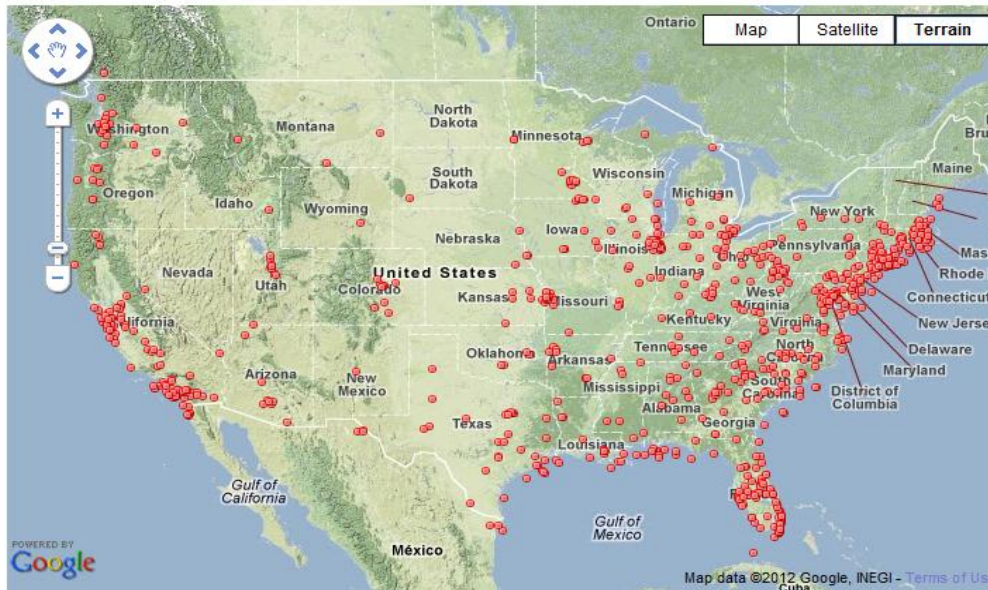 Ontario
Map
Satellite
Terrain
Washington
Montana
North
Dakota
Minnesota
Bru
Maine
Oregon
Idaho
South
Dakota
Wisconsin
Michigan
Wyoming
New York
Nebraska
Iowa
Illinois
Pennsylvania
Mas
Nevada
Utah
United States
Colorado
Kansas
Missouri
Indiana
West
Virginia
Rhode
Connecticut
California
Kentucky
Virginia
New Jerse
Oklahoma
Arkansas
Tennessee
North
Delaware
Maryland
Arizona
New
Mexico
Mississippi
South
Carolina
District of
Columbia
Texas
Alabama
Georgia
Louisiana
Gulf of
California
Gulf of
Mexico
México
POWERED BY
Google
Map data ©2012 Google, INEGI - Terms of Us
Cuba